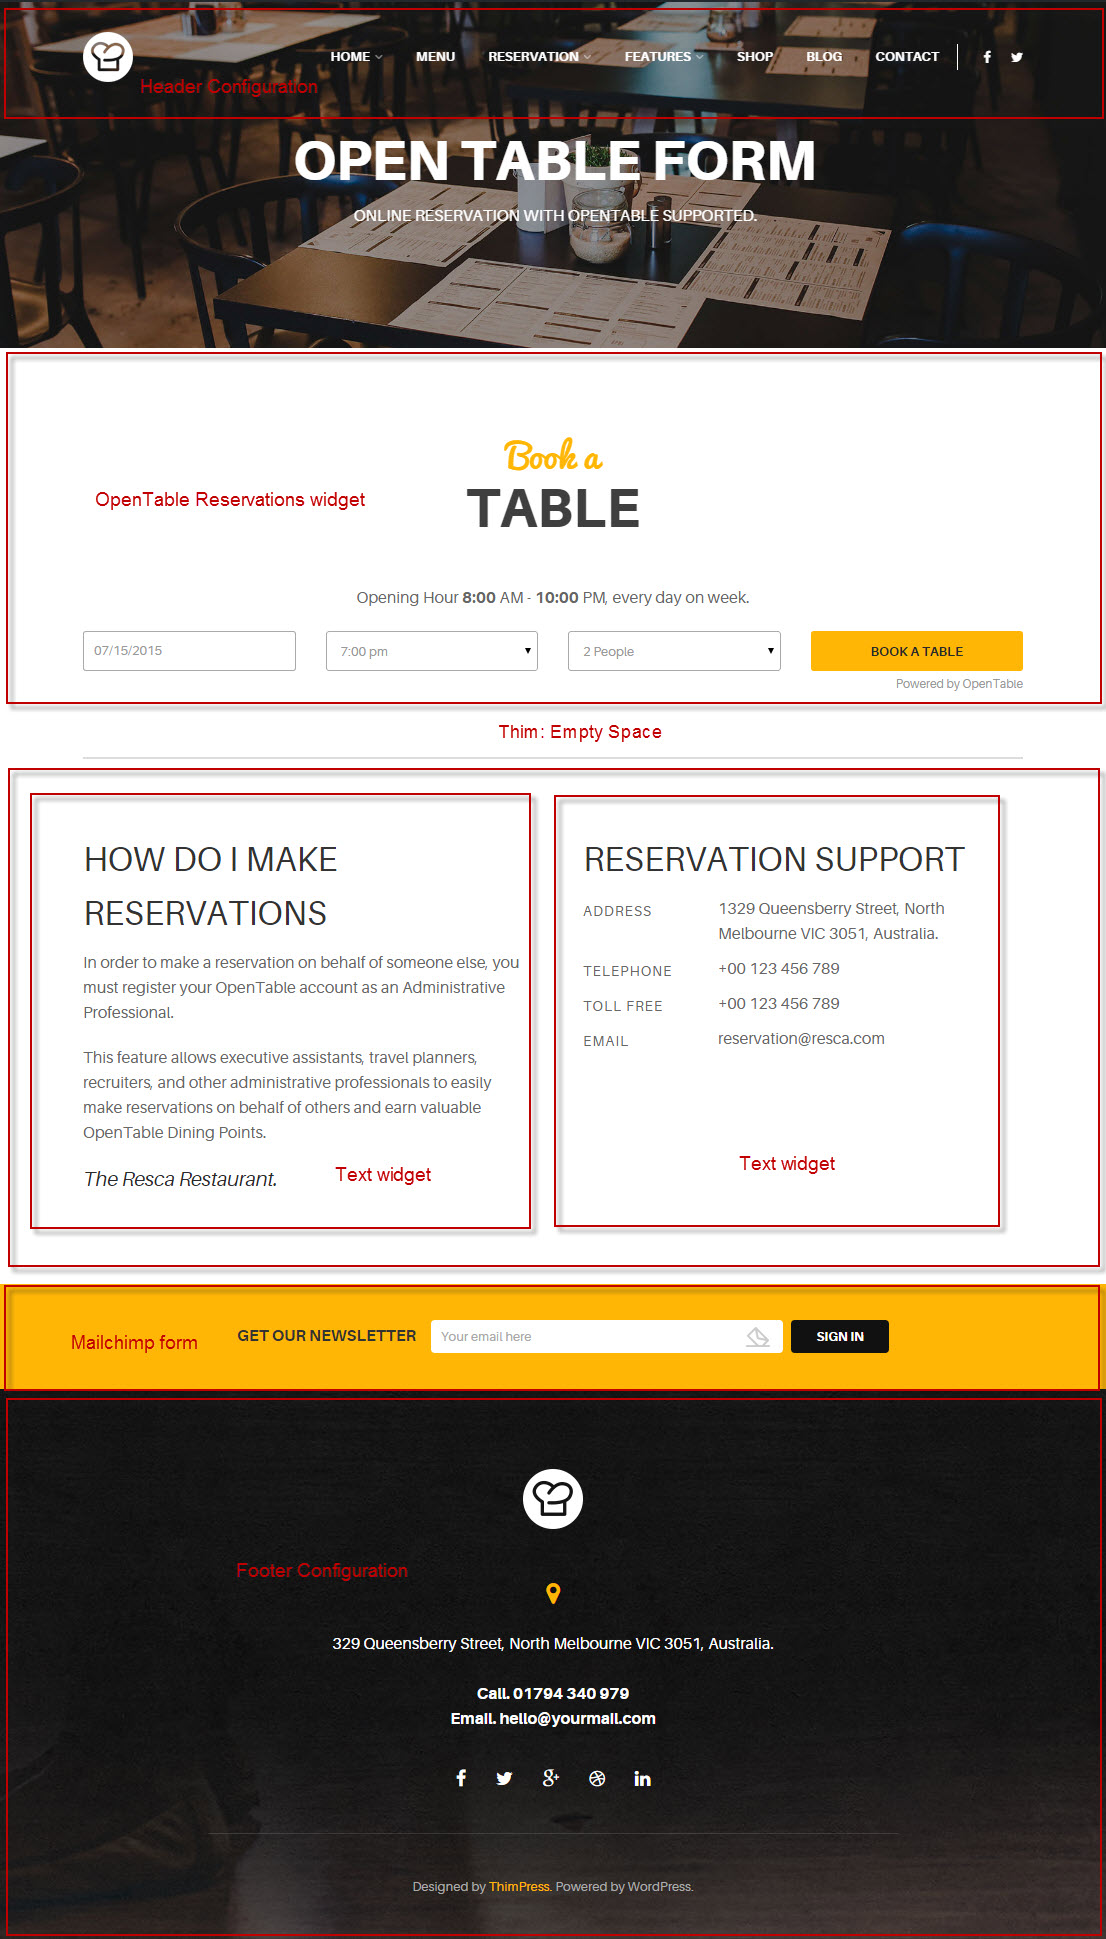 HOME
MENU
RESERVATION
FEATURES
SHOP
BLOG
CONTACT
Header Configuration
OPEN TABLE FORM
ONLINE RESERVATION WITH OPENTABLE SUPPORTED.
Book a
TABLE
OpenTable Reservations widget
Opening Hour 8:00 AM - 10:00 PM, every day on week.
07/15/2015
7:00 pm
2 People
BOOK A TABLE
Powered by OpenTable
Thim: Empty Space
HOW DO I MAKE
RESERVATIONS
In order to make a reservation on behalf of someone else, you
must register your OpenTable account as an Administrative
Professional.
This feature allows executive assistants, travel planners,
recruiters, and other administrative professionals to easily
make reservations on behalf of others and earn valuable
OpenTable Dining Points.
The Resca Restaurant.
Text widget
RESERVATION SUPPORT
ADDRESS 1329 Queensberry Street, North
Melbourne VIC 3051, Australia.
TELEPHONE +00 123 456 789
TOLL FREE +00 123 456 789
EMAIL reservation@resca.com
Text widget
Mailchimp form
GET OUR NEWSLETTER
Your email here
SIGN IN
Footer Configuration
329 Queensberry Street, North Melbourne VIC 3051, Australia.
Call. 01794 340 979
Email. hello@yourmail.com
Designed by ThimPress. Powered by WordPress.